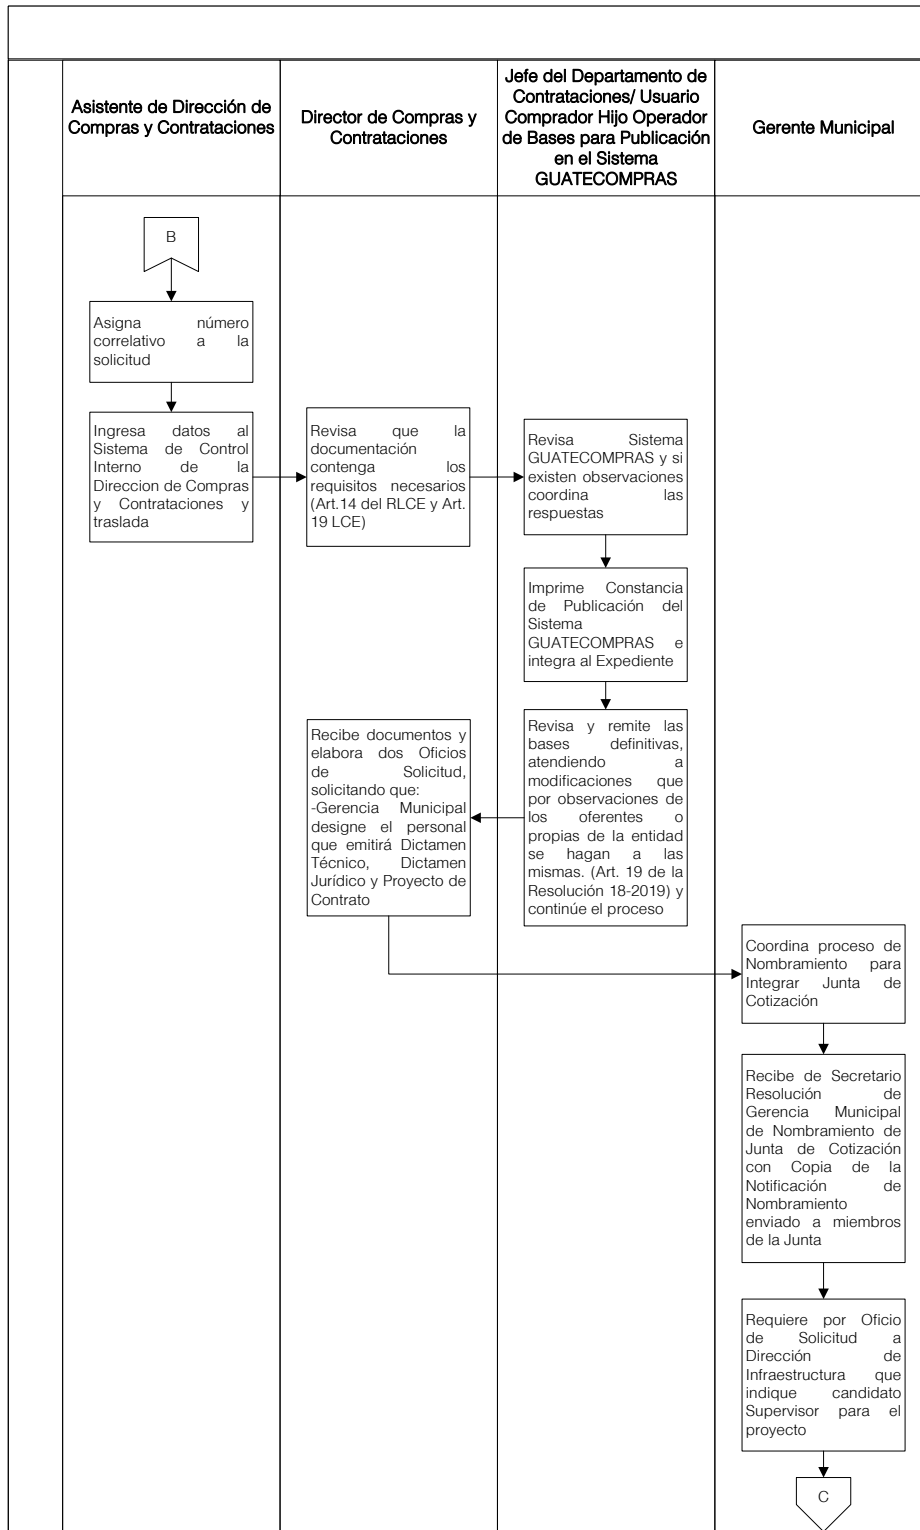 Asistente de Dirección de
Compras y Contrataciones
Director de Compras y
Contrataciones
Jefe del Departamento de
Contrataciones/ Usuario
Comprador Hijo Operador
de Bases para Publicación
en el Sistema
GUATECOMPRAS
Gerente Municipal
B
Asigna número
correlativo a la
solicitud
Ingresa datos al
Sistema de Control
Interno de la
Direccion de Compras
y Contrataciones y
traslada
Revisa que la
documentación
contenga los
requisitos necesarios
(Art.14 del RLCE y Art.
19 LCE)
Revisa Sistema
GUATECOMPRAS y si
existen observaciones
coordina las
respuestas
Imprime Constancia
de Publicación del
Sistema
GUATECOMPRAS e
integra al Expediente
Revisa y remite las
bases definitivas,
atendiendo a
modificaciones que
por observaciones de
los oferentes o
propias de la entidad
se hagan a las
mismas. (Art. 19 de la
Resolución 18-2019) y
continúe el proceso
Recibe documentos y
elabora dos Oficios
de Solicitud,
solicitando que:
-Gerencia Municipal
designe el personal
que emitirá Dictamen
Técnico, Dictamen
Jurídico y Proyecto de
Contrato
Coordina proceso de
Nombramiento para
Integrar Junta de
Cotización
Recibe de Secretario
Resolución de
Gerencia Municipal
de Nombramiento de
Junta de Cotización
con Copia de la
Notificación de
Nombramiento
enviado a miembros
de la Junta
Requiere por Oficio
de Solicitud a
Dirección de
Infraestructura que
indique candidato
Supervisor para el
proyecto
C